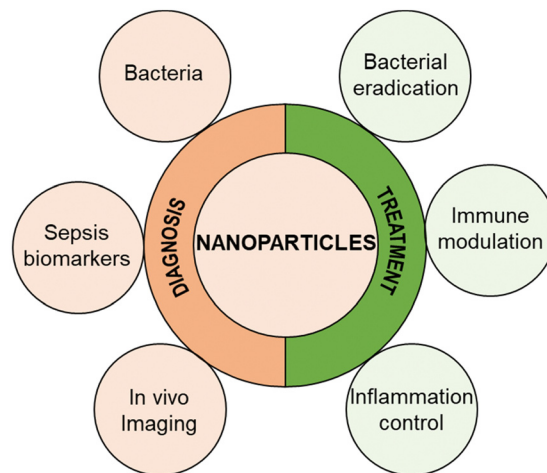 Bacteria
Bacterial
eradication
Sepsis
biomarkers
DIAGNOSIS
NANOPARTICLES
TREATMENT
Immune
modulation
In vivo
Imaging
Inflammation
control